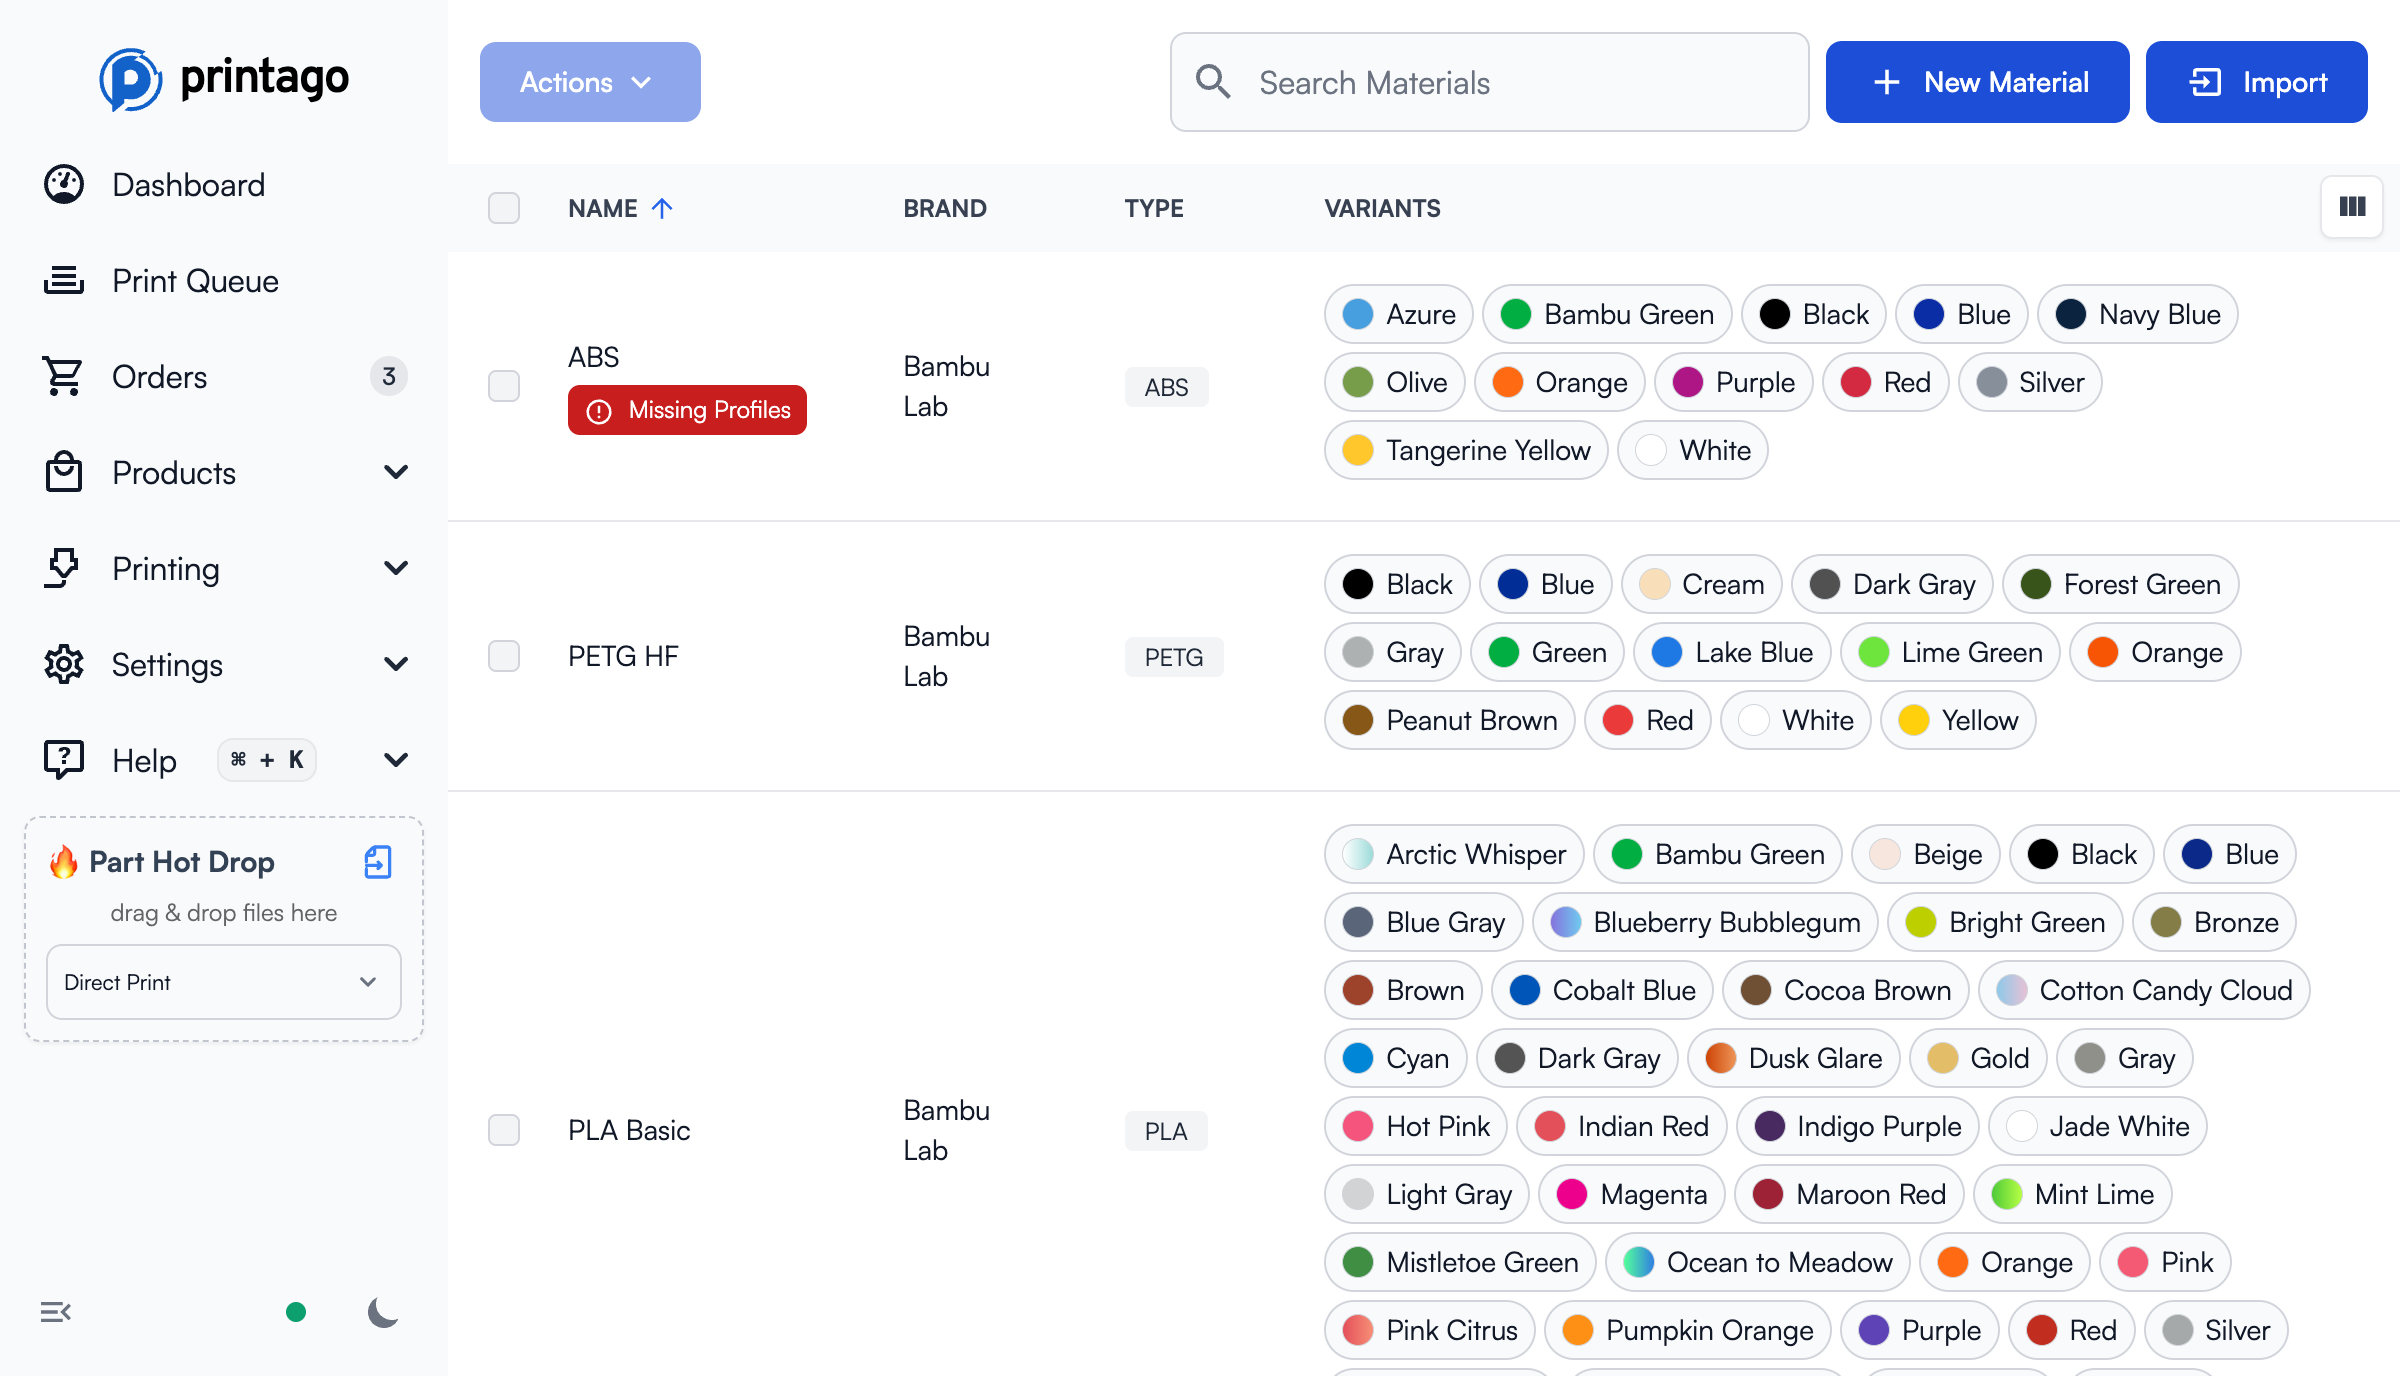 printago
Dashboard
Print Queue
Orders 3
Products
Printing
Settings
Help ⌘ + K
Part Hot Drop
drag & drop files here
Direct Print
Actions
Search Materials
New Material
Import
NAME BRAND TYPE VARIANTS
ABS
Missing Profiles
Bambu
Lab
ABS
Azure Bambu Green Black Blue Navy Blue
Olive Orange Purple Red Silver
Tangerine Yellow White
PETG HF
Bambu
Lab
PETG
Black Blue Cream Dark Gray Forest Green
Gray Green Lake Blue Lime Green Orange
Peanut Brown Red White Yellow
PLA Basic
Bambu
Lab
PLA
Arctic Whisper Bambu Green Beige Black Blue
Blue Gray Blueberry Bubblegum Bright Green Bronze
Brown Cobalt Blue Cocoa Brown Cotton Candy Cloud
Cyan Dark Gray Dusk Glare Gold Gray
Hot Pink Indian Red Indigo Purple Jade White
Light Gray Magenta Maroon Red Mint Lime
Mistletoe Green Ocean to Meadow Orange Pink
Pink Citrus Pumpkin Orange Purple Red Silver